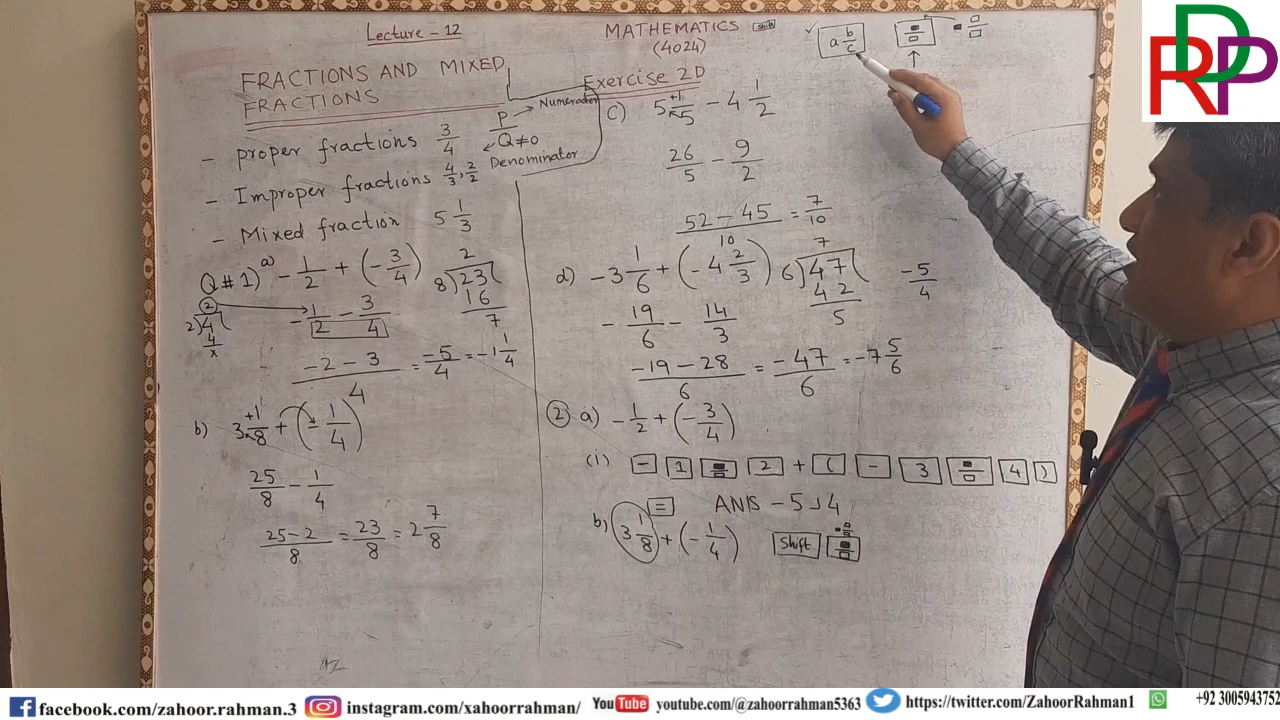 Lecture - 12
MATHEMATICS shift
(4024)
a b/c
FRACTIONS AND MIXED
FRACTIONS
Exercise 2D
P/Q≠0
Numerator
Denominator
- proper fractions 3/4
- Improper fractions 4/3, 2/2
- Mixed fraction 5 1/3
Q # 1) a) - 1/2 + (- 3/4)
- 1/2 - 3/4
-2 - 3 / 4 = -5/4 = -1 1/4
2) 4 (2
4
x
8) 23 (2
16
7
b) 3 +1/8 + (- 1/4)
25/8 - 1/4
25-2 / 8 = 23/8 = 2 7/8
C) 5 +1/5 - 4 1/2
26/5 - 9/2
52 - 45 / 10 = 7/10
d) -3 1/6 + (-4 2/3)
- 19/6 - 14/3
-19 - 28 / 6 = -47/6 = -7 5/6
6) 47 (7
42
5
-5/4
2 a) - 1/2 + (- 3/4)
(i) - 1 2 + ( - 3 4 )
= ANS -5⌟4
b) 3 1/8 + (- 1/4) Shift
RDP
facebook.com/zahoor.rahman.3 instagram.com/xahoorrahman/ YouTube youtube.com/@zahoorrahman5363 https://twitter.com/ZahoorRahman1 +92 3005943752